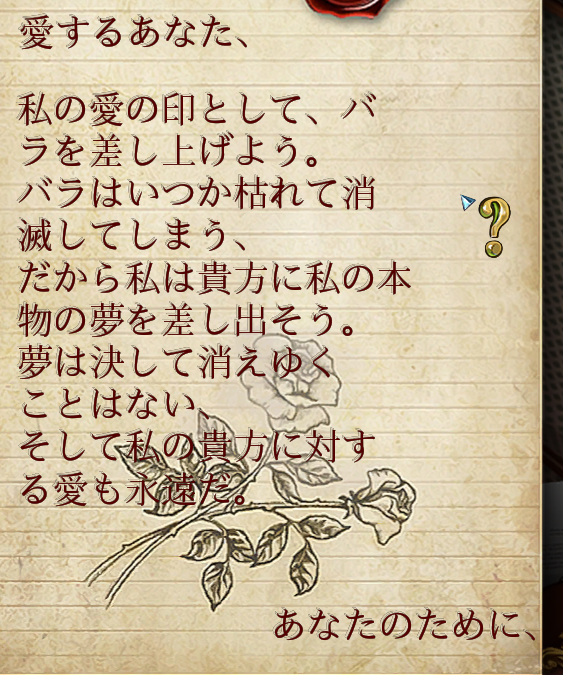 愛するあなた、
私の愛の印として、バ
ラを差し上げよう。
バラはいつか枯れて消
滅してしまう、
だから私は貴方に私の本
物の夢を差し出そう。
夢は決して消えゆく
ことはない、
そして私の貴方に対す
る愛も永遠だ。
あなたのために、